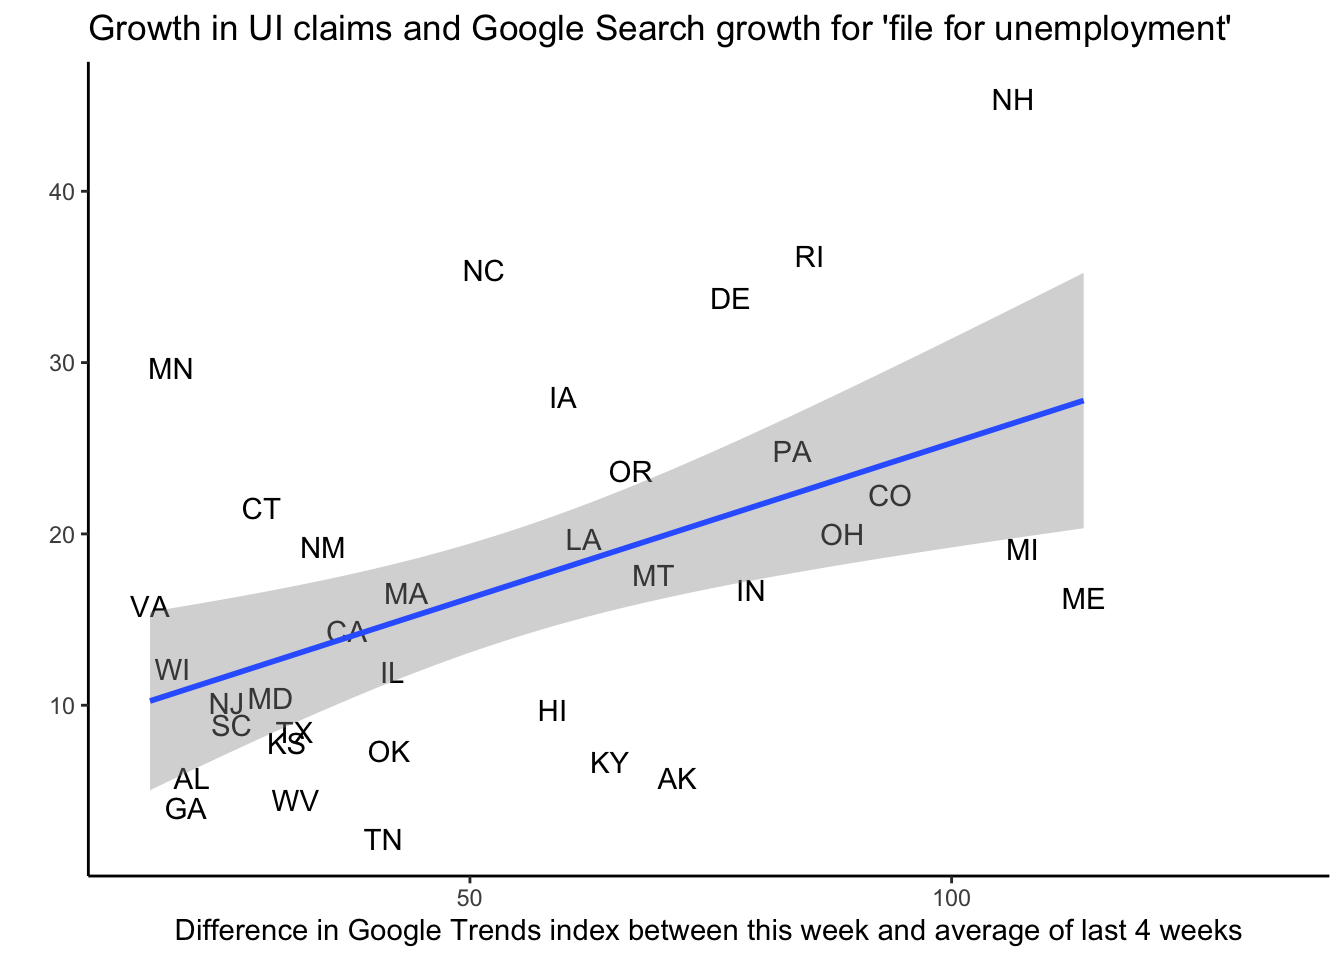 Growth in UI claims and Google Search growth for 'file for unemployment'
NH
40
RI
NC
DE
30
MN
IA
PA
OR
CO
CT
20
LA
OH
NM
MI
MT
IN
MA
ME
VA
CA
WI
IL
10
NJ
MD
HI
SC
TX
KS
OK
KY
AL
AK
GA
WV
TN
50
100
Difference in Google Trends index between this week and average of last 4 weeks